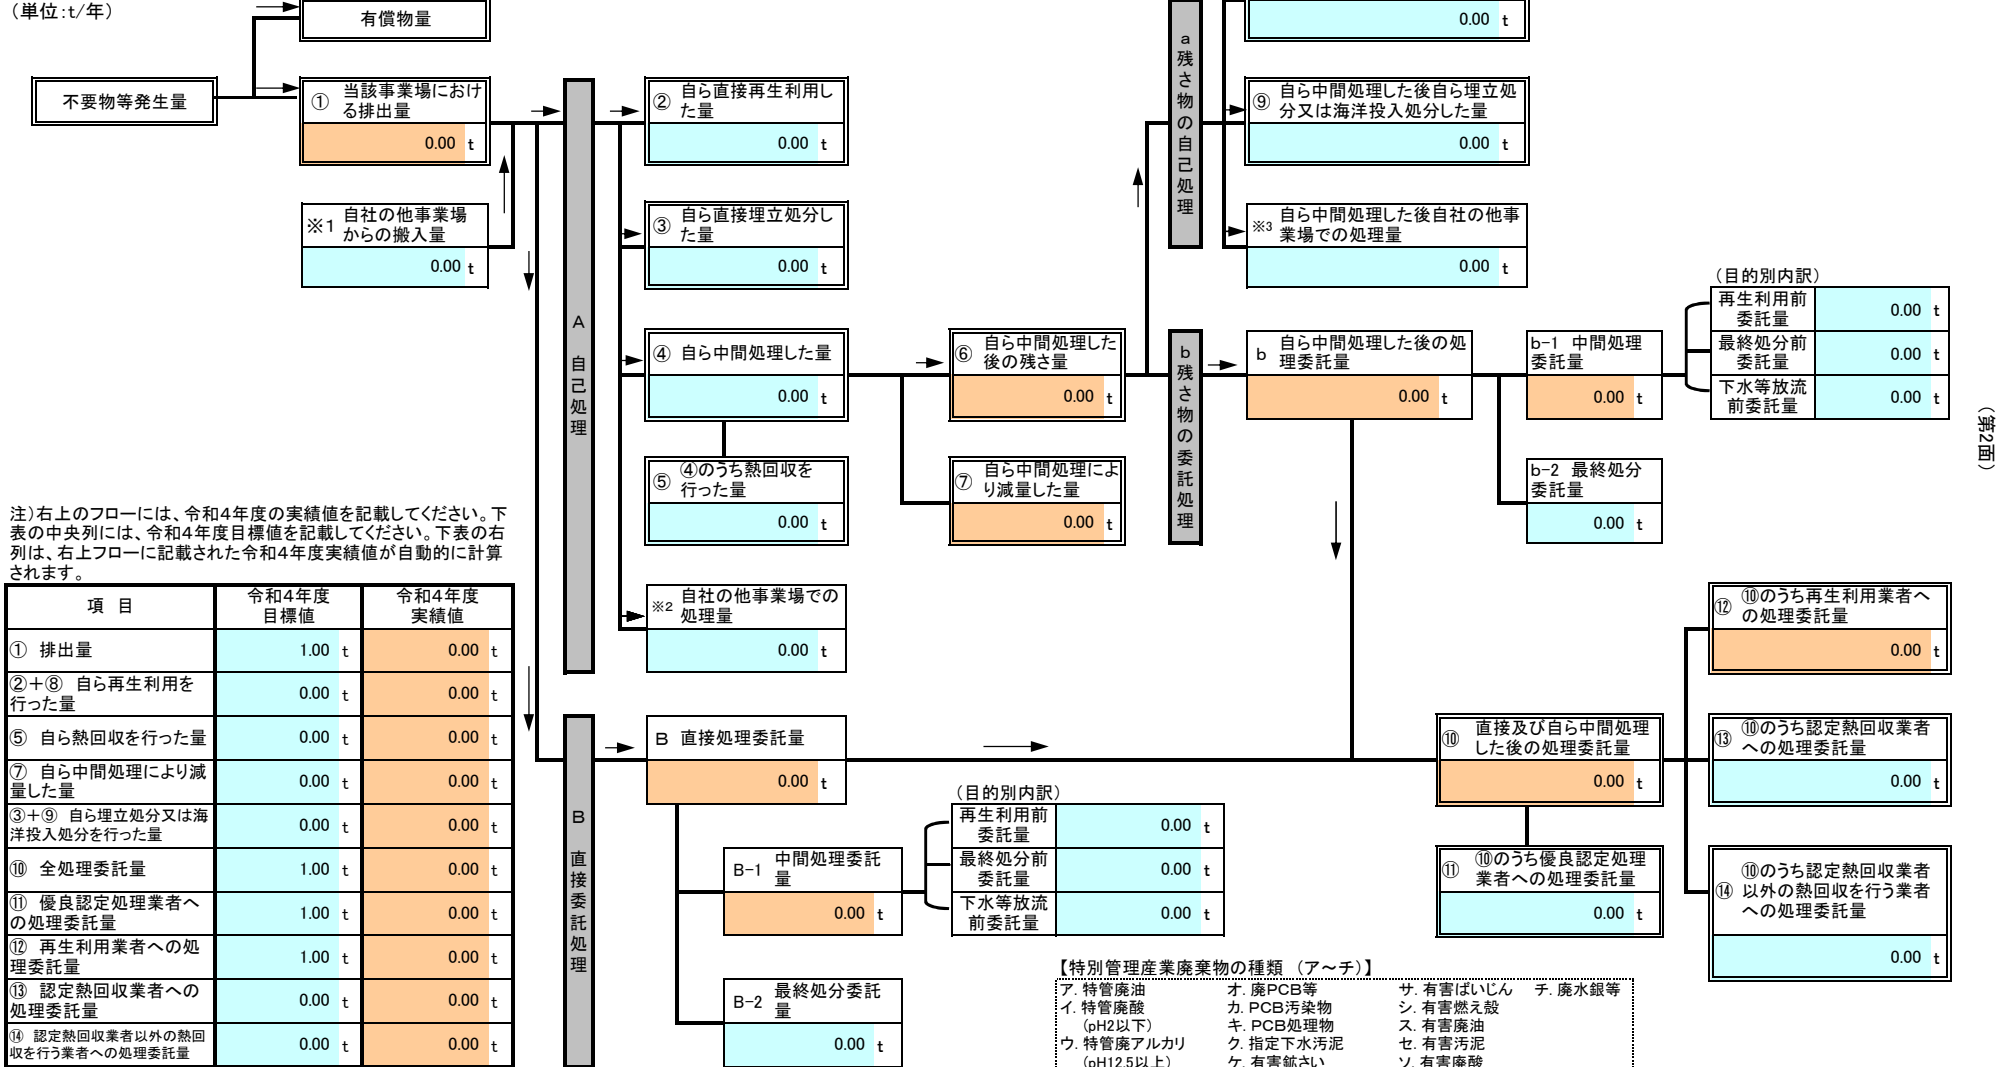 （単位：t/年）
有償物量
不要物等発生量
① 当該事業場におけ
る排出量
0.00 t
※1 自社の他事業場
からの搬入量
0.00 t
A 自己処理
② 自ら直接再生利用し
た量
0.00 t
③ 自ら直接埋立処分し
た量
0.00 t
④ 自ら中間処理した量
0.00 t
⑤ ④のうち熱回収を
行った量
0.00 t
※2 自社の他事業場での
処理量
0.00 t
⑥ 自ら中間処理した
後の残さ量
0.00 t
⑦ 自ら中間処理によ
り減量した量
0.00 t
a 残さ物の自己処理
0.00 t
⑨ 自ら中間処理した後自ら埋立処
分又は海洋投入処分した量
0.00 t
※3 自ら中間処理した後自社の他事
業場での処理量
0.00 t
b 残さ物の委託処理
b 自ら中間処理した後の処
理委託量
0.00 t
b-1 中間処理
委託量
0.00 t
b-2 最終処分
委託量
0.00 t
（目的別内訳）
再生利用前
委託量
0.00 t
最終処分前
委託量
0.00 t
下水等放流
前委託量
0.00 t
（第2面）
注）右上のフローには、令和4年度の実績値を記載してください。下
表の中央列には、令和4年度目標値を記載してください。下表の右
列は、右上フローに記載された令和4年度実績値が自動的に計算
されます。
項 目 令和4年度 目標値 令和4年度 実績値
① 排出量 1.00 t 0.00 t
②＋⑧ 自ら再生利用を
行った量 0.00 t 0.00 t
⑤ 自ら熱回収を行った量 0.00 t 0.00 t
⑦ 自ら中間処理により減
量した量 0.00 t 0.00 t
③＋⑨ 自ら埋立処分又は海
洋投入処分を行った量 0.00 t 0.00 t
⑩ 全処理委託量 1.00 t 0.00 t
⑪ 優良認定処理業者へ
の処理委託量 1.00 t 0.00 t
⑫ 再生利用業者への処
理委託量 1.00 t 0.00 t
⑬ 認定熱回収業者への
処理委託量 0.00 t 0.00 t
⑭ 認定熱回収業者以外の熱回
収を行う業者への処理委託量 0.00 t 0.00 t
B 直接委託処理
B 直接処理委託量
0.00 t
B-1 中間処理委託
量
0.00 t
B-2 最終処分委託
量
0.00 t
（目的別内訳）
再生利用前
委託量
0.00 t
最終処分前
委託量
0.00 t
下水等放流
前委託量
0.00 t
⑩ 直接及び自ら中間処理
した後の処理委託量
0.00 t
⑪ ⑩のうち優良認定処理
業者への処理委託量
0.00 t
⑫ ⑩のうち再生利用業者へ
の処理委託量
0.00 t
⑬ ⑩のうち認定熱回収業者
への処理委託量
0.00 t
⑭ ⑩のうち認定熱回収業者
以外の熱回収を行う業者
への処理委託量
0.00 t
【特別管理産業廃棄物の種類 （ア～チ）】
ア. 特管廃油 オ. 廃PCB等 サ. 有害ばいじん チ. 廃水銀等
イ. 特管廃酸 カ. PCB汚染物 シ. 有害燃え殻
（pH2以下） キ. PCB処理物 ス. 有害廃油
ウ. 特管廃アルカリ ク. 指定下水汚泥 セ. 有害汚泥
（pH12.5以上） ケ. 有害鉱さい ソ. 有害廃酸